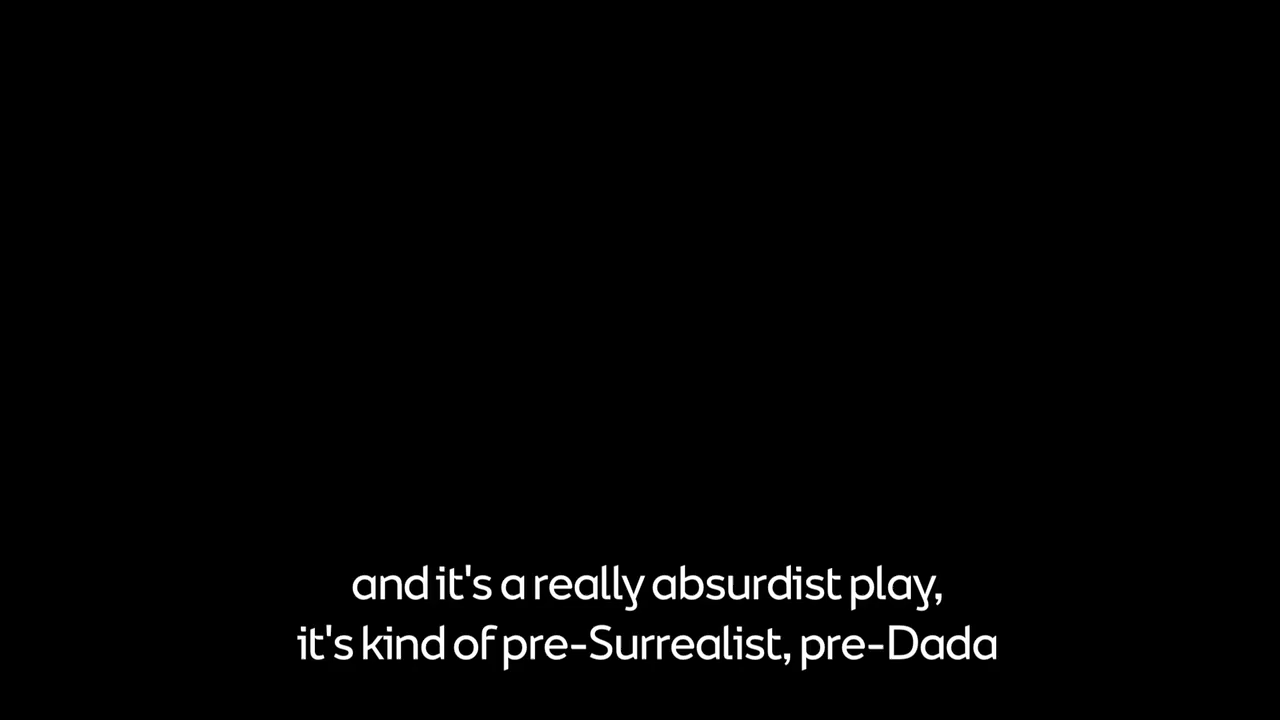 and it's a really absurdist play,
it's kind of pre-Surrealist, pre-Dada